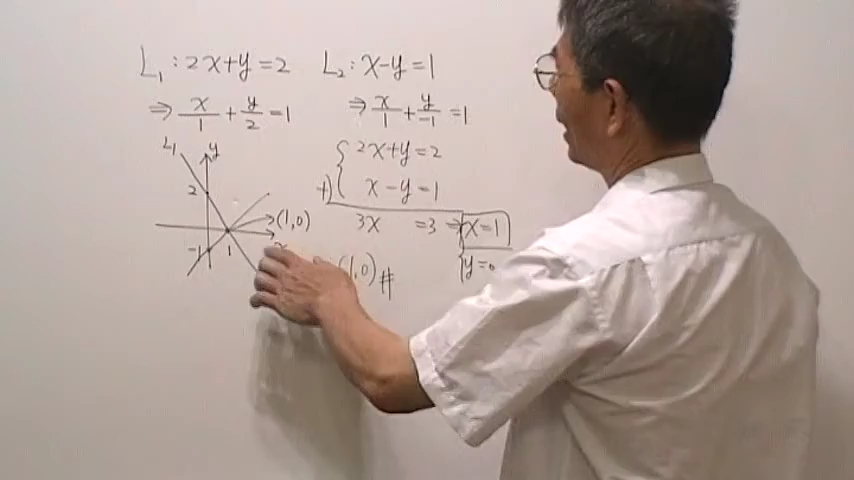 L₁ : 2x+y=2 L₂ : x-y=1
⇒ x/1 + y/2 = 1 ⇒ x/1 + y/-1 = 1
L₁ y
2x+y=2
2
+) x-y=1
(1,0) 3x =3 ⇒ x=1
-1 1
(1,0)# y=0